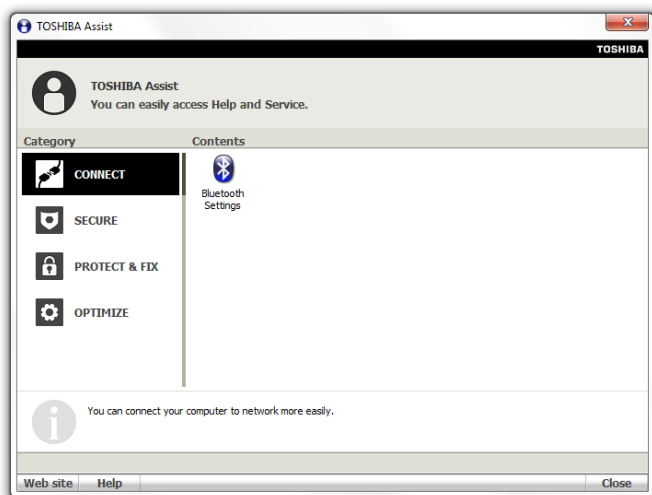 TOSHIBA Assist
TOSHIBA
TOSHIBA Assist
You can easily access Help and Service.
Category
Contents
CONNECT
SECURE
PROTECT & FIX
OPTIMIZE
Bluetooth
Settings
You can connect your computer to network more easily.
Web site Help Close